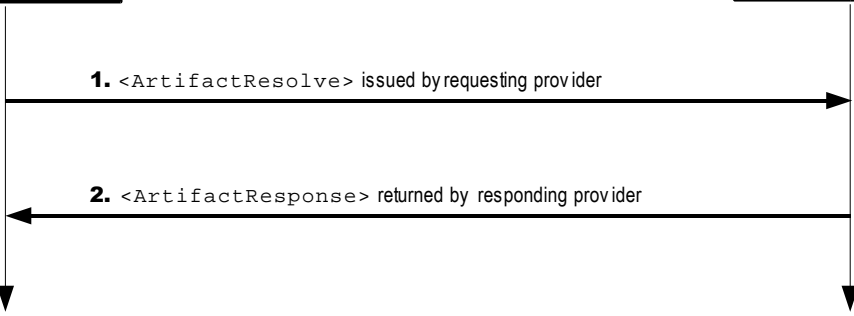 1. <ArtifactResolve> issued by requesting provider
2. <ArtifactResponse> returned by responding provider